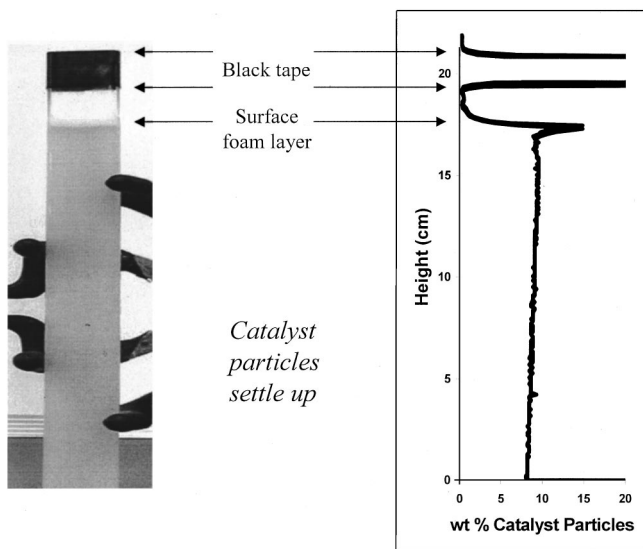 Black tape
Surface
foam layer
Catalyst
particles
settle up
20
15
10
5
0
Height (cm)
0 5 10 15 20
wt % Catalyst Particles